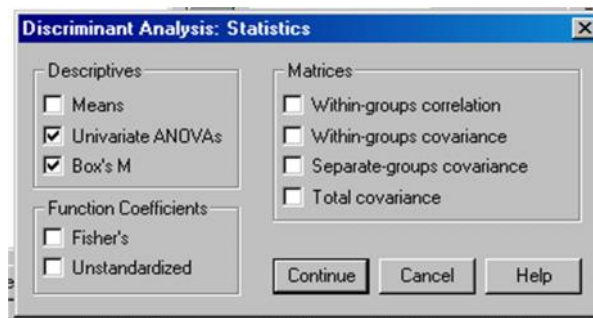 Discriminant Analysis: Statistics
Descriptives
Means
Univariate ANOVAs
Box's M
Function Coefficients
Fisher's
Unstandardized
Matrices
Within-groups correlation
Within-groups covariance
Separate-groups covariance
Total covariance
Continue
Cancel
Help